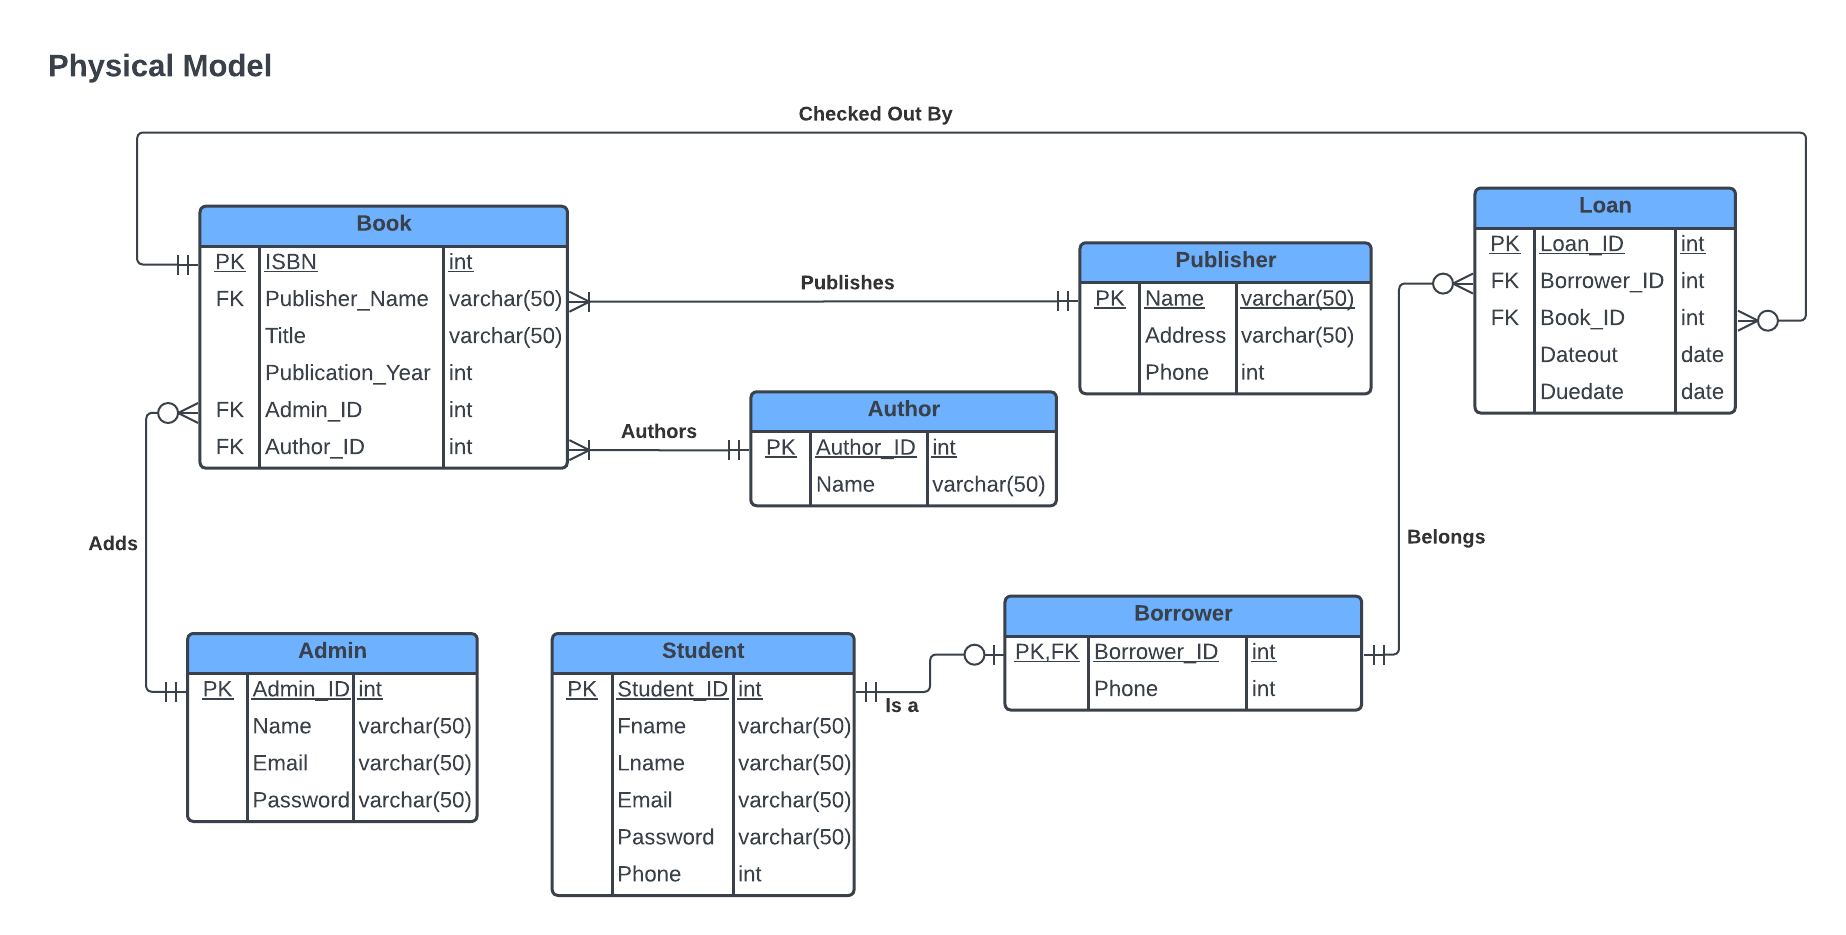 Physical Model
Checked Out By
Book
PK ISBN int
FK Publisher_Name varchar(50)
Title varchar(50)
Publication_Year int
FK Admin_ID int
FK Author_ID int
Publishes
Publisher
PK Name varchar(50)
Address varchar(50)
Phone int
Loan
PK Loan_ID int
FK Borrower_ID int
FK Book_ID int
Dateout date
Duedate date
Authors
Author
PK Author_ID int
Name varchar(50)
Adds
Belongs
Admin
PK Admin_ID int
Name varchar(50)
Email varchar(50)
Password varchar(50)
Student
PK Student_ID int
Fname varchar(50)
Lname varchar(50)
Email varchar(50)
Password varchar(50)
Phone int
Is a
Borrower
PK,FK Borrower_ID int
Phone int